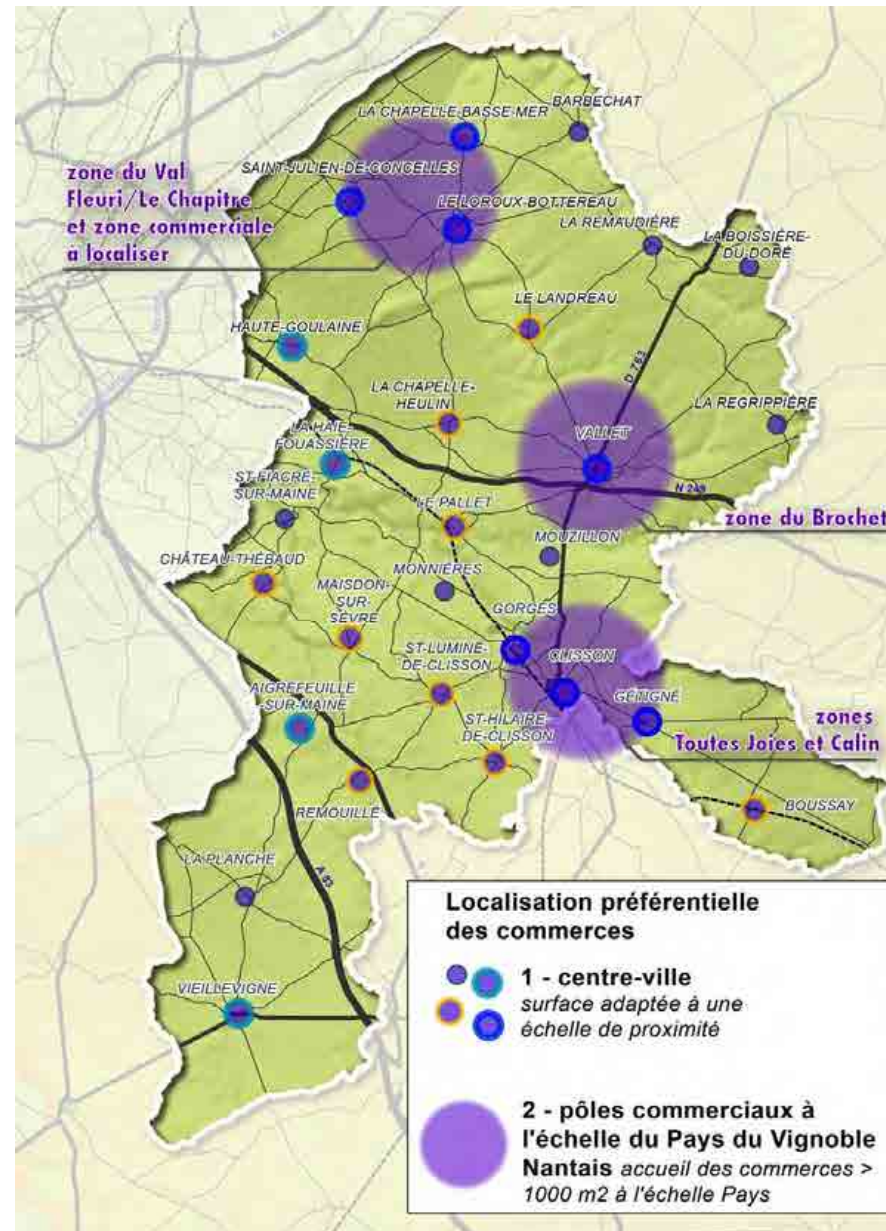 BARBECHAT
LA CHAPELLE-BASSE-MER
zone du Val
Fleuri/Le Chapitre
et zone commerciale
à localiser
SAINT-JULIEN-DE-CONCELLES
LE LOROUX-BOTTEREAU
LA REMAUDIÈRE
LA BOISSIÈRE-
DU-DORÉ
LE LANDREAU
HAUTE-GOULAINE
D 763
LA CHAPELLE-
HEULIN
LA REGRIPPIÈRE
VALLET
LA HAIE-
FOUASSIÈRE
ST-FIACRE-
SUR-MAINE
N 249
LE PALLET
zone du Brochet
MOUZILLON
CHÂTEAU-THÉBAUD
MONNIÈRES
MAISDON-
SUR-
SÈVRE
GORGES
ST-LUMINE-
DE-CLISSON
CLISSON
AIGREFEUILLE
-SUR-MAINE
GÉTIGNÉ
ST-HILAIRE-
DE-CLISSON
zones
Toutes Joies et Calin
REMOUILLÉ
BOUSSAY
LA PLANCHE
A 83
VIEILLEVIGNE
Localisation préférentielle
des commerces
1 - centre-ville
surface adaptée à une
échelle de proximité
2 - pôles commerciaux à
l'échelle du Pays du Vignoble
Nantais accueil des commerces >
1000 m2 à l'échelle Pays